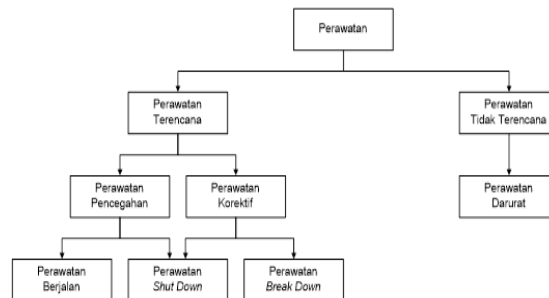 Perawatan
Perawatan
Terencana
Perawatan
Tidak Terencana
Perawatan
Pencegahan
Perawatan
Korektif
Perawatan
Darurat
Perawatan
Berjalan
Perawatan
Shut Down
Perawatan
Break Down